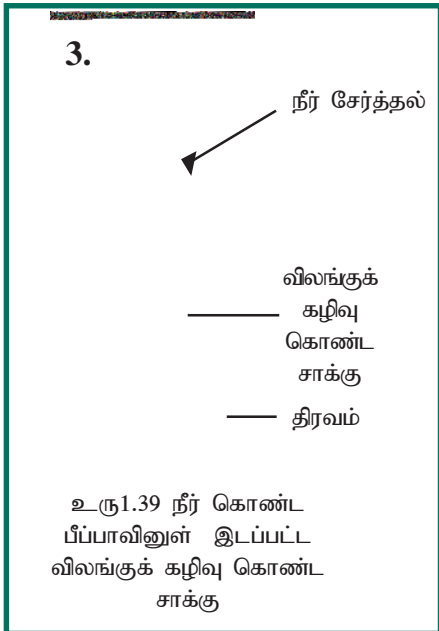 3.
நீர் சேர்த்தல்
விலங்குக்
கழிவு
கொண்ட
சாக்கு
திரவம்
உரு1.39 நீர் கொண்ட
பீப்பாவினுள் இடப்பட்ட
விலங்குக் கழிவு கொண்ட
சாக்கு